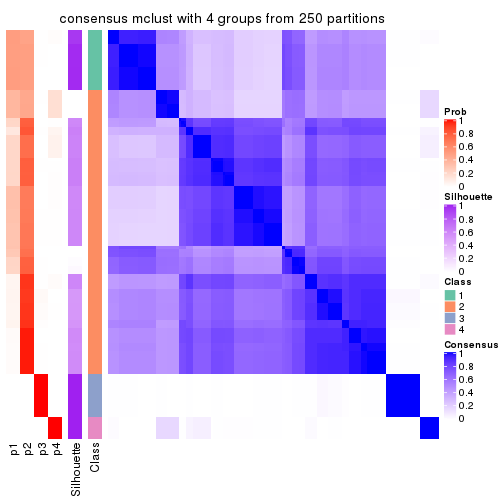 consensus mclust with 4 groups from 250 partitions
Prob
1
0.8
0.6
0.4
0.2
0
Silhouette
1
0.8
0.6
0.4
0.2
0
Class
1
2
3
4
Consensus
1
0.8
0.6
0.4
0.2
0
p1
p2
p3
p4
Silhouette
Class